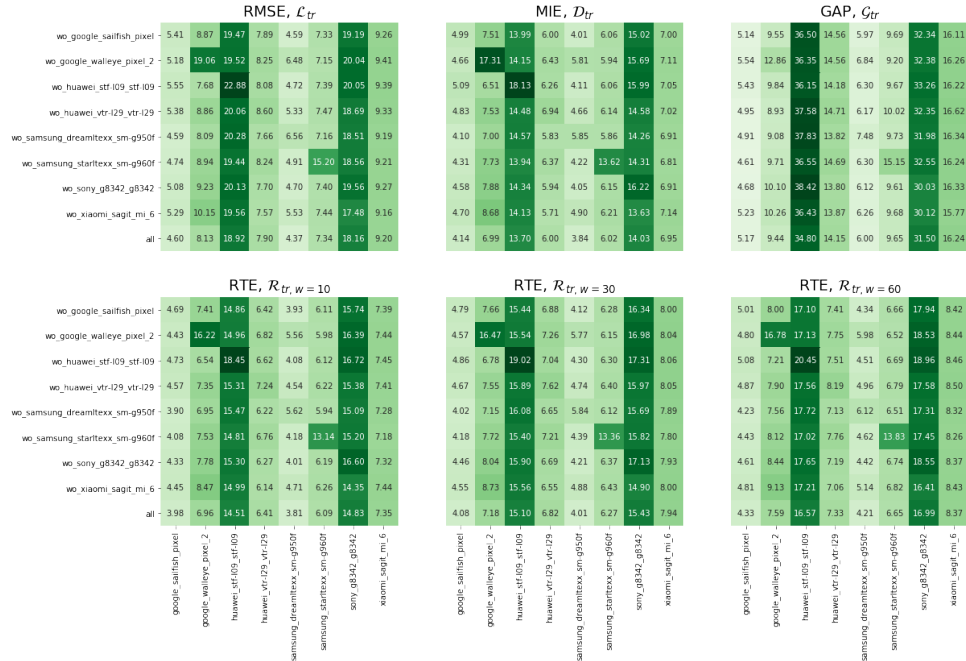 RMSE, ℒtr
MIE, 𝒟tr
GAP, 𝒢tr
wo_google_sailfish_pixel 5.41 8.87 19.47 7.89 4.59 7.33 19.19 9.26 4.99 7.51 13.99 6.00 4.01 6.06 15.02 7.00 5.14 9.55 36.50 14.56 5.97 9.69 32.34 16.11
wo_google_walleye_pixel_2 5.18 19.06 19.52 8.25 6.48 7.15 20.04 9.41 4.66 17.31 14.15 6.43 5.81 5.94 15.69 7.11 5.54 12.86 36.35 14.56 6.84 9.20 32.38 16.26
wo_huawei_stf-l09_stf-l09 5.55 7.68 22.88 8.08 4.72 7.39 20.05 9.39 5.09 6.51 18.13 6.26 4.11 6.06 15.99 7.05 5.43 9.84 36.15 14.18 6.30 9.67 33.26 16.22
wo_huawei_vtr-l29_vtr-l29 5.38 8.86 20.06 8.60 5.33 7.47 18.69 9.33 4.83 7.53 14.48 6.94 4.66 6.14 14.58 7.02 4.95 8.93 37.58 14.71 6.17 10.02 32.35 16.62
wo_samsung_dreamltexx_sm-g950f 4.59 8.09 20.28 7.66 6.56 7.16 18.51 9.19 4.10 7.00 14.57 5.83 5.85 5.86 14.26 6.91 4.91 9.08 37.83 13.82 7.48 9.73 31.98 16.34
wo_samsung_starltexx_sm-g960f 4.74 8.94 19.44 8.24 4.91 15.20 18.56 9.21 4.31 7.73 13.94 6.37 4.22 13.62 14.31 6.81 4.61 9.71 36.55 14.69 6.30 15.15 32.55 16.24
wo_sony_g8342_g8342 5.08 9.23 20.13 7.70 4.70 7.40 19.56 9.27 4.58 7.88 14.34 5.94 4.05 6.15 16.22 6.91 4.68 10.10 38.42 13.80 6.12 9.61 30.03 16.33
wo_xiaomi_sagit_mi_6 5.29 10.15 19.56 7.57 5.53 7.44 17.48 9.16 4.70 8.68 14.13 5.71 4.90 6.21 13.63 7.14 5.23 10.26 36.43 13.87 6.26 9.68 30.12 15.77
all 4.60 8.13 18.92 7.90 4.37 7.34 18.16 9.20 4.14 6.99 13.70 6.00 3.84 6.02 14.03 6.95 5.17 9.44 34.80 14.15 6.00 9.65 31.50 16.24
RTE, ℛtr, w = 10
RTE, ℛtr, w = 30
RTE, ℛtr, w = 60
wo_google_sailfish_pixel 4.69 7.41 14.86 6.42 3.93 6.11 15.74 7.39 4.79 7.66 15.44 6.88 4.12 6.28 16.34 8.00 5.01 8.00 17.10 7.41 4.34 6.66 17.94 8.42
wo_google_walleye_pixel_2 4.43 16.22 14.96 6.82 5.58 5.98 16.39 7.44 4.57 16.47 15.54 7.32 5.77 6.06 16.98 8.04 4.80 16.78 17.13 7.75 5.98 6.52 18.53 8.44
wo_huawei_stf-l09_stf-l09 4.73 6.54 18.45 6.62 4.08 6.12 16.72 7.45 4.86 6.78 19.02 7.04 4.30 6.30 17.31 8.06 5.08 7.21 20.45 7.51 4.51 6.69 18.96 8.46
wo_huawei_vtr-l29_vtr-l29 4.57 7.35 15.31 7.24 4.54 6.22 15.38 7.41 4.67 7.55 15.89 7.62 4.74 6.40 15.97 8.05 4.87 7.90 17.56 8.19 4.96 6.79 17.58 8.50
wo_samsung_dreamltexx_sm-g950f 3.90 6.95 15.47 6.22 5.62 5.94 15.09 7.28 4.02 7.15 16.08 6.65 5.84 6.12 15.69 7.89 4.23 7.56 17.72 7.13 6.12 6.51 17.31 8.32
wo_samsung_starltexx_sm-g960f 4.08 7.53 14.81 6.76 4.18 13.14 15.20 7.18 4.18 7.72 15.40 7.21 4.39 13.36 15.82 7.80 4.43 8.12 17.02 7.76 4.62 13.83 17.45 8.26
wo_sony_g8342_g8342 4.33 7.78 15.30 6.27 4.01 6.19 16.60 7.32 4.46 8.04 15.90 6.69 4.21 6.37 17.13 7.93 4.61 8.44 17.65 7.19 4.42 6.74 18.55 8.37
wo_xiaomi_sagit_mi_6 4.45 8.47 14.99 6.14 4.71 6.26 14.35 7.44 4.55 8.73 15.56 6.55 4.88 6.43 14.90 8.00 4.81 9.13 17.21 7.06 5.14 6.82 16.41 8.43
all 3.98 6.96 14.51 6.41 3.81 6.09 14.83 7.35 4.08 7.18 15.10 6.82 4.01 6.27 15.43 7.94 4.33 7.59 16.57 7.33 4.21 6.65 16.99 8.37
google_sailfish_pixel
google_walleye_pixel_2
huawei_stf-l09_stf-l09
huawei_vtr-l29_vtr-l29
samsung_dreamltexx_sm-g950f
samsung_starltexx_sm-g960f
sony_g8342_g8342
xiaomi_sagit_mi_6
google_sailfish_pixel
google_walleye_pixel_2
huawei_stf-l09_stf-l09
huawei_vtr-l29_vtr-l29
samsung_dreamltexx_sm-g950f
samsung_starltexx_sm-g960f
sony_g8342_g8342
xiaomi_sagit_mi_6
google_sailfish_pixel
google_walleye_pixel_2
huawei_stf-l09_stf-l09
huawei_vtr-l29_vtr-l29
samsung_dreamltexx_sm-g950f
samsung_starltexx_sm-g960f
sony_g8342_g8342
xiaomi_sagit_mi_6